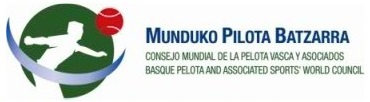 MUNDUKO PILOTA BATZARRA
CONSEJO MUNDIAL DE LA PELOTA VASCA Y ASOCIADOS
BASQUE PELOTA AND ASSOCIATED SPORTS' WORLD COUNCIL